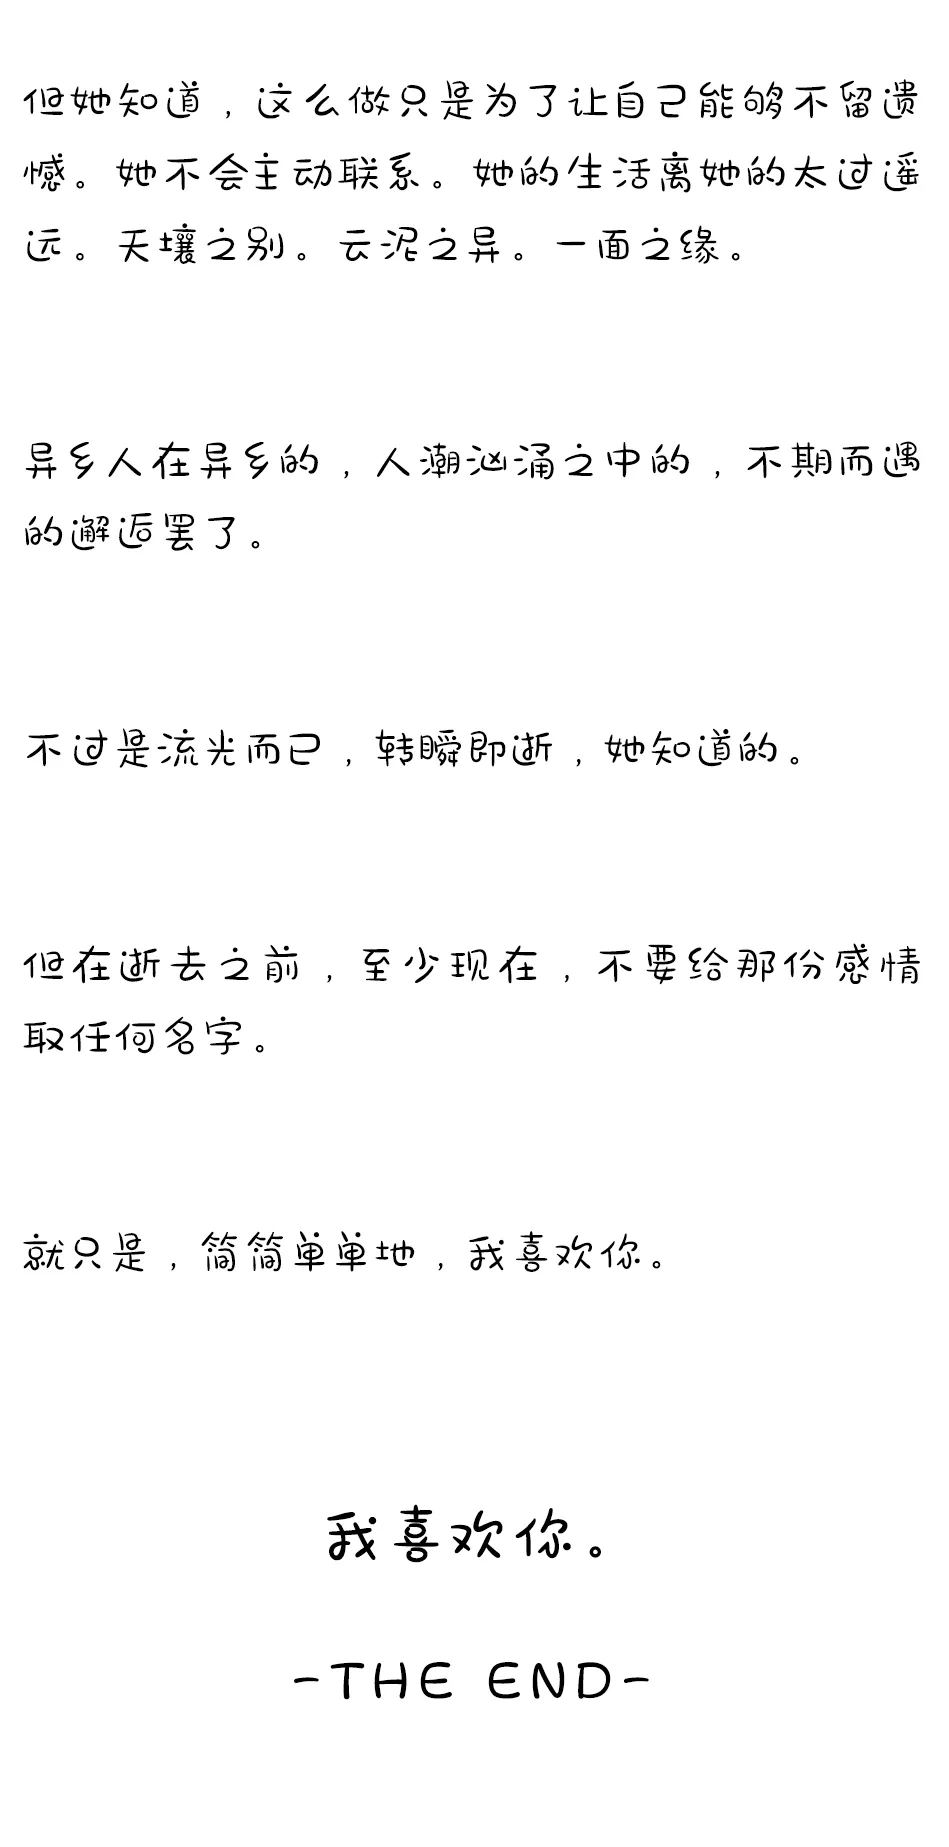 但她知道，这么做只是为了让自己能够不留遗
憾。她不会主动联系。她的生活离她的太过遥
远。天壤之别。云泥之异。一面之缘。
异乡人在异乡的，人潮汹涌之中的，不期而遇
的邂逅罢了。
不过是流光而已，转瞬即逝，她知道的。
但在逝去之前，至少现在，不要给那份感情
取任何名字。
就只是，简简单单地，我喜欢你。
我喜欢你。
-THE END-